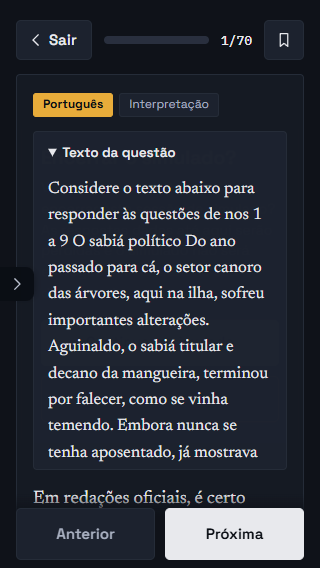 Sair
1/70
Português
Interpretação
Texto da questão
Considere o texto abaixo para
responder às questões de nos 1
a 9 O sabiá político Do ano
passado para cá, o setor canoro
das árvores, aqui na ilha, sofreu
importantes alterações.
Aguinaldo, o sabiá titular e
decano da mangueira, terminou
por falecer, como se vinha
temendo. Embora nunca se
tenha aposentado, já mostrava
Em redações oficiais, é certo
Anterior
Próxima